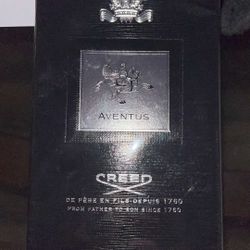 AVENTUS
CREED
DE PÈRE EN FILS DEPUIS 1760
FROM FATHER TO SON SINCE 1760